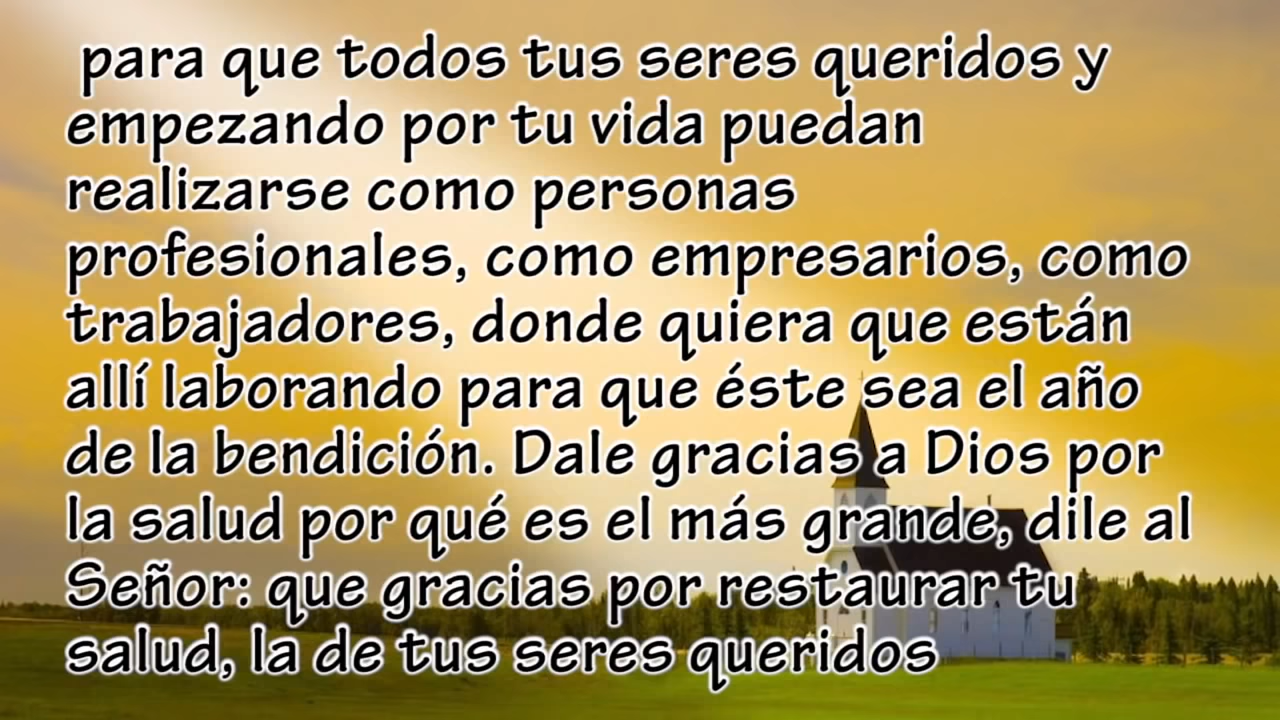 para que todos tus seres queridos y
empezando por tu vida puedan
realizarse como personas
profesionales, como empresarios, como
trabajadores, donde quiera que están
allí laborando para que éste sea el año
de la bendición. Dale gracias a Dios por
la salud por qué es el más grande, dile al
Señor: que gracias por restaurar tu
salud, la de tus seres queridos